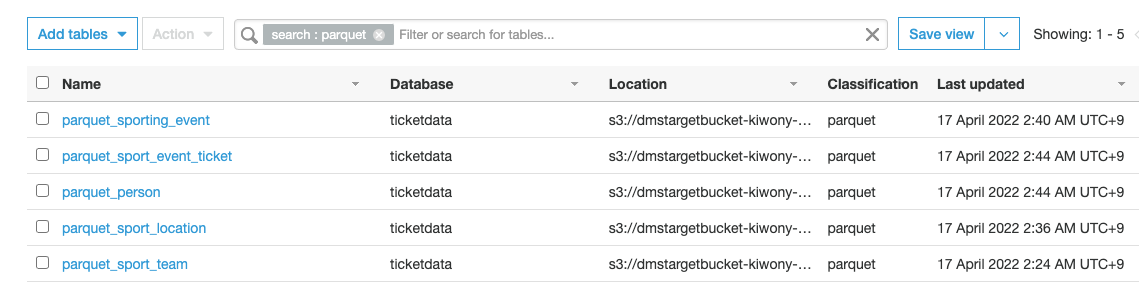 Add tables Action search : parquet Filter or search for tables... Save view Showing: 1 - 5
Name Database Location Classification Last updated
parquet_sporting_event ticketdata s3://dmstargetbucket-kiwony-... parquet 17 April 2022 2:40 AM UTC+9
parquet_sport_event_ticket ticketdata s3://dmstargetbucket-kiwony-... parquet 17 April 2022 2:44 AM UTC+9
parquet_person ticketdata s3://dmstargetbucket-kiwony-... parquet 17 April 2022 2:44 AM UTC+9
parquet_sport_location ticketdata s3://dmstargetbucket-kiwony-... parquet 17 April 2022 2:36 AM UTC+9
parquet_sport_team ticketdata s3://dmstargetbucket-kiwony-... parquet 17 April 2022 2:24 AM UTC+9